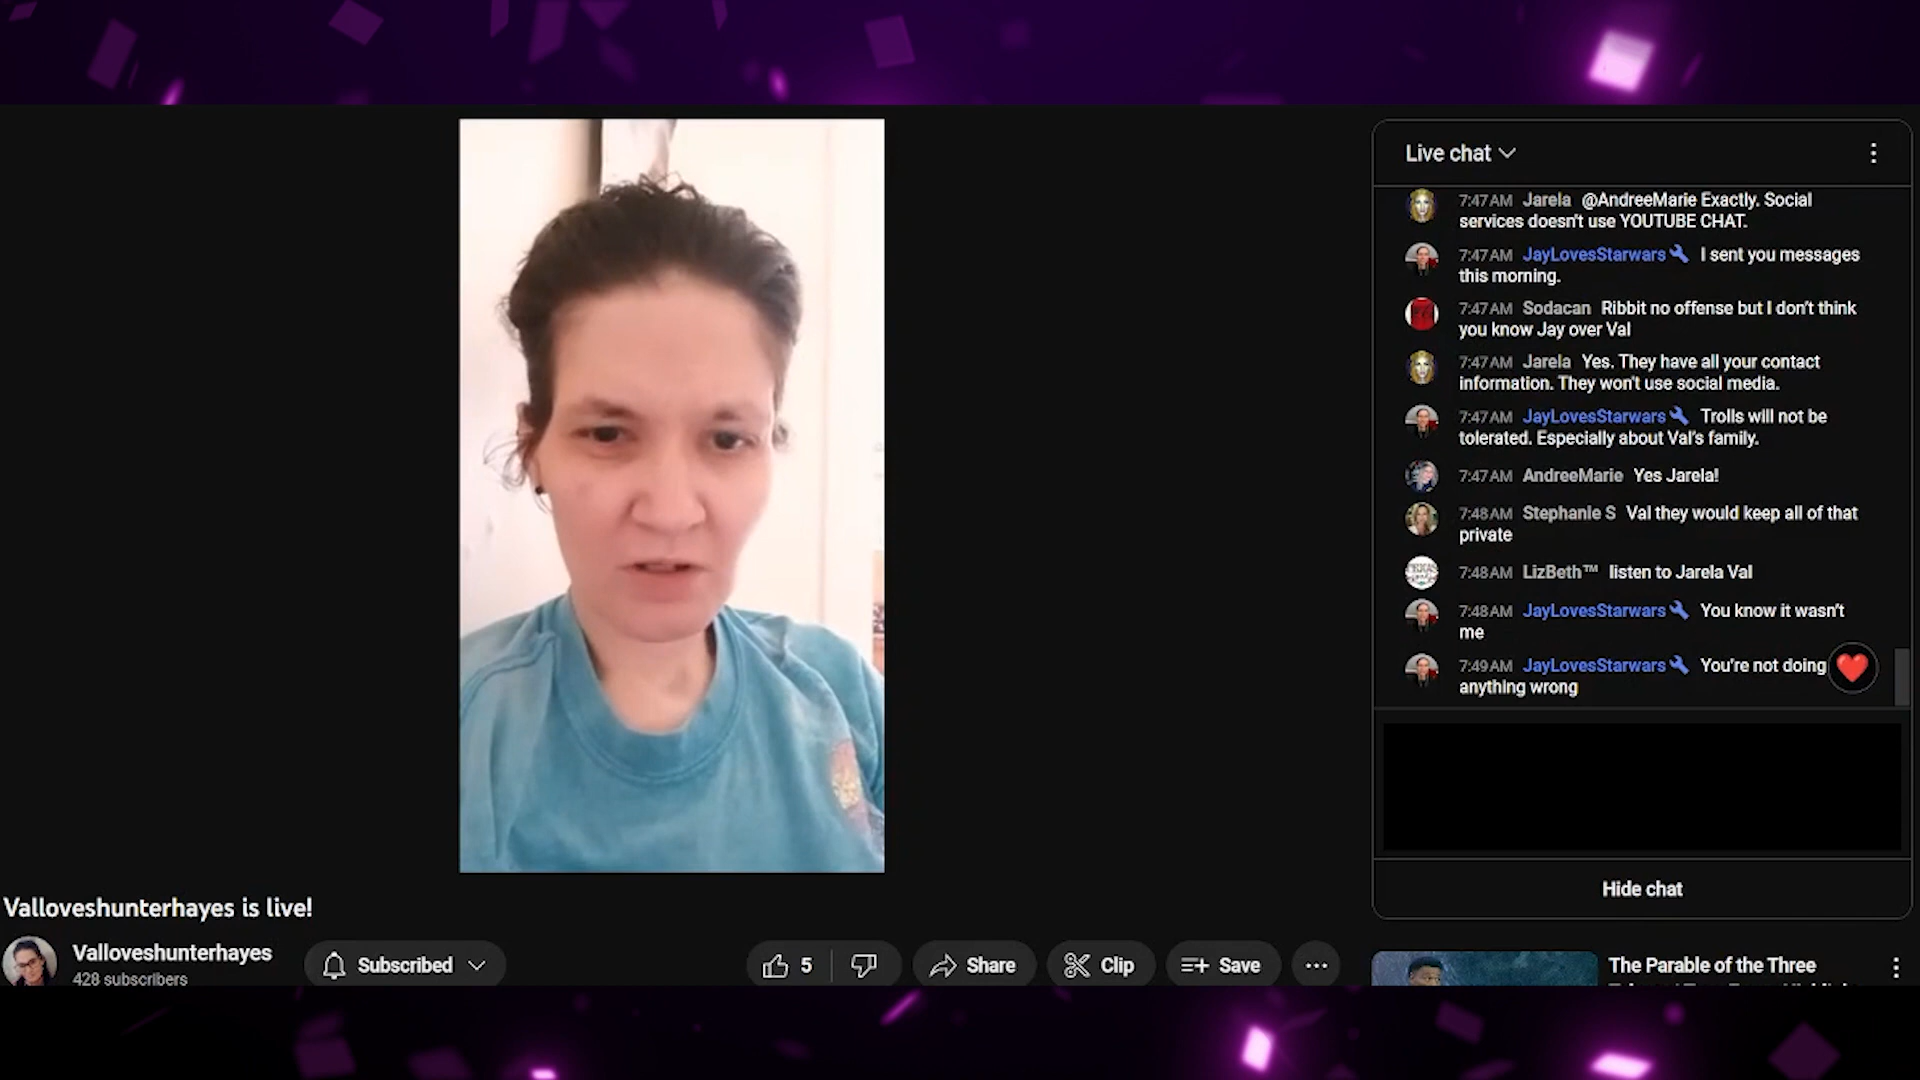 Live chat
7:47 AM Jarela @AndreeMarie Exactly. Social
services doesn't use YOUTUBE CHAT.
7:47 AM JayLovesStarwars I sent you messages
this morning.
7:47 AM Sodacan Ribbit no offense but I don't think
you know Jay over Val
7:47 AM Jarela Yes. They have all your contact
information. They won't use social media.
7:47 AM JayLovesStarwars Trolls will not be
tolerated. Especially about Val's family.
7:47 AM AndreeMarie Yes Jarela!
7:48 AM Stephanie S Val they would keep all of that
private
7:48 AM LizBeth™ listen to Jarela Val
7:48 AM JayLovesStarwars You know it wasn't
me
7:49 AM JayLovesStarwars You're not doing
anything wrong
Hide chat
Valloveshunterhayes is live!
Valloveshunterhayes
428 subscribers
Subscribed
5
Share
Clip
Save
The Parable of the Three